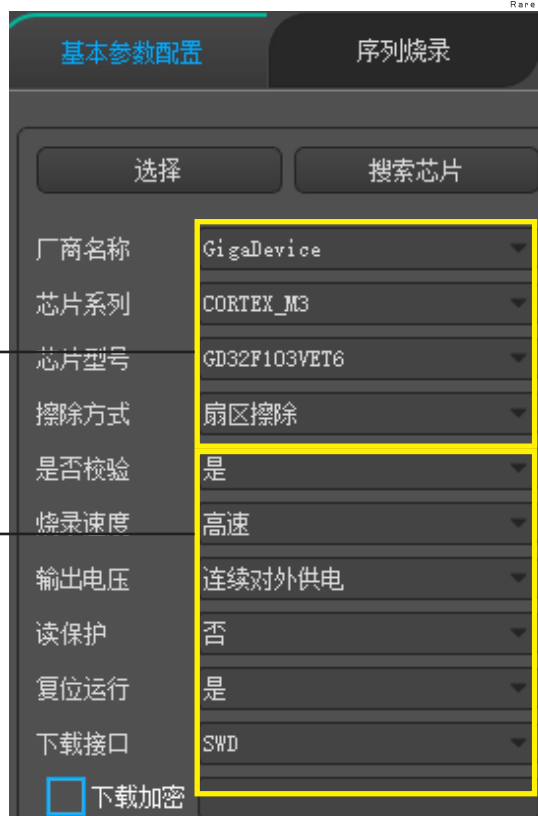 Rare
基本参数配置 序列烧录
选择 搜索芯片
厂商名称 GigaDevice
芯片系列 CORTEX_M3
芯片型号 GD32F103VET6
擦除方式 扇区擦除
是否校验 是
烧录速度 高速
输出电压 连续对外供电
读保护 否
复位运行 是
下载接口 SWD
下载加密